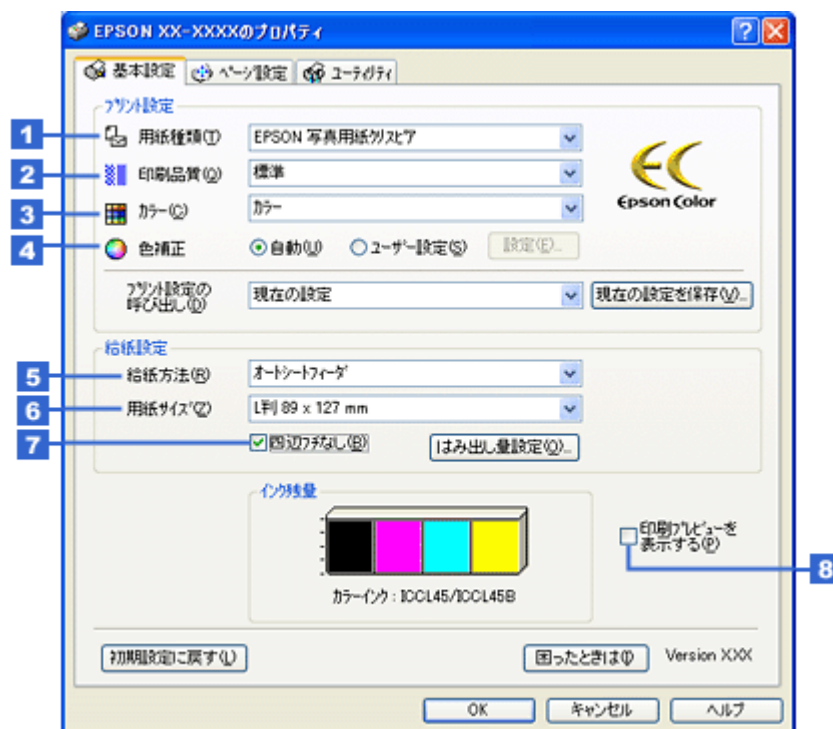 EPSON XX-XXXXのプロパティ
基本設定 ページ設定 ユーティリティ
プリント設定
1 用紙種類(T) EPSON 写真用紙クリスピア
2 印刷品質(Q) 標準
3 カラー(C) カラー
Epson Color
4 色補正 自動(U) ユーザー設定(S) 設定(E)...
プリント設定の
呼び出し(D) 現在の設定 現在の設定を保存(V)...
給紙設定
5 給紙方法(R) オートシートフィーダ
6 用紙サイズ(Z) L判 89 x 127 mm
7 四辺フチなし(B) はみ出し量設定(O)...
インク残量
印刷プレビューを
表示する(P)
8
カラーインク : ICCL45/ICCL45B
初期設定に戻す(L) 困ったときは(I) Version XXX
OK キャンセル ヘルプ